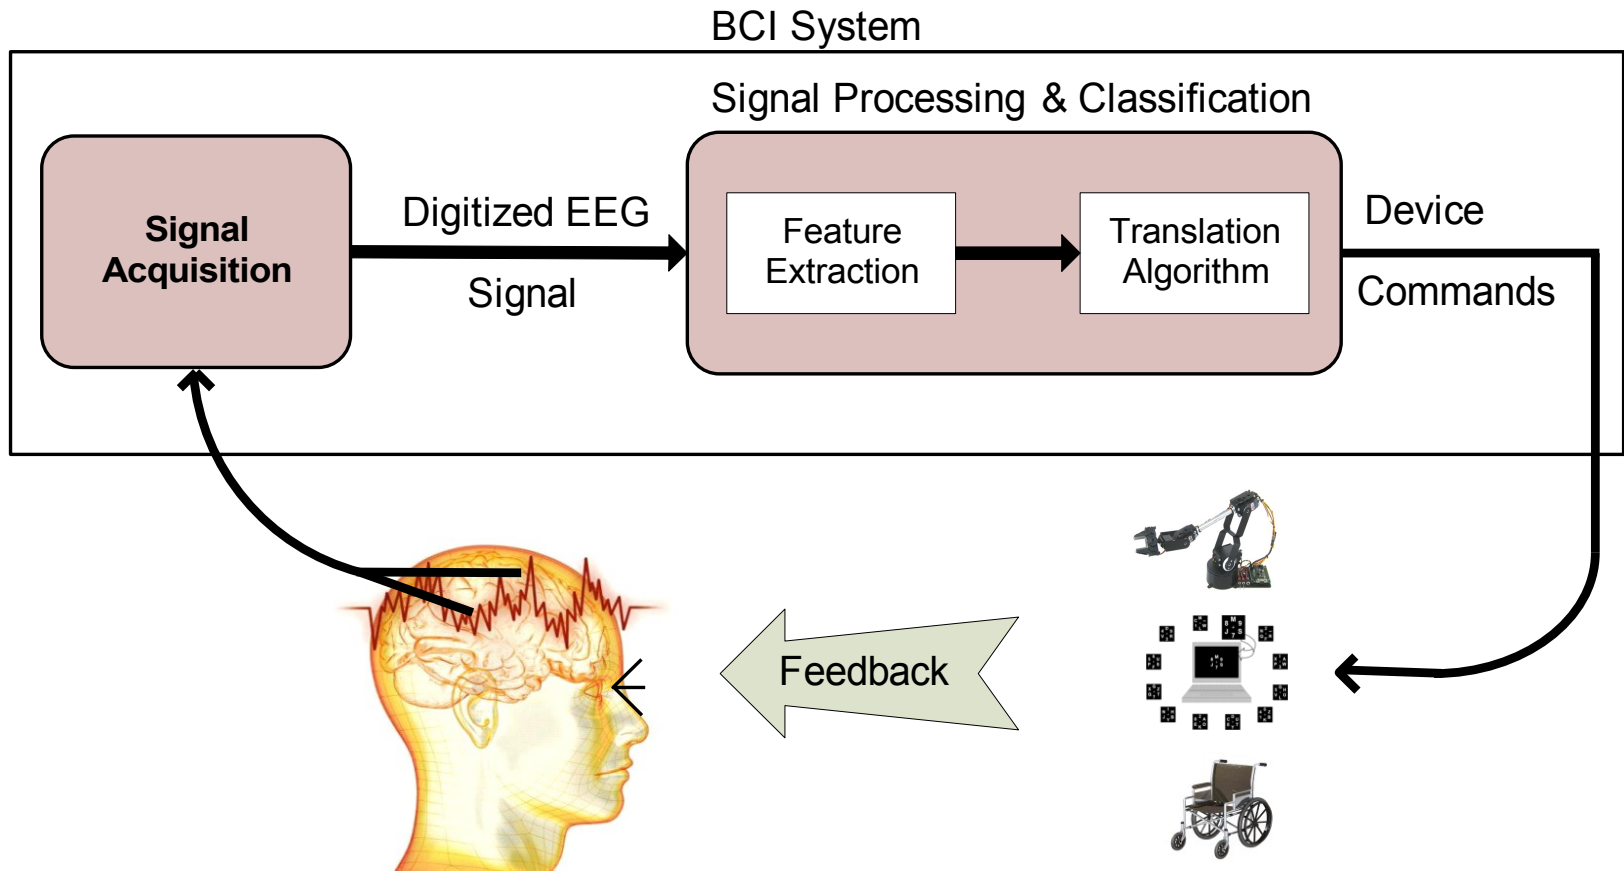 BCI System
Signal Processing & Classification
Signal
Acquisition
Digitized EEG
Signal
Feature
Extraction
Translation
Algorithm
Device
Commands
Feedback